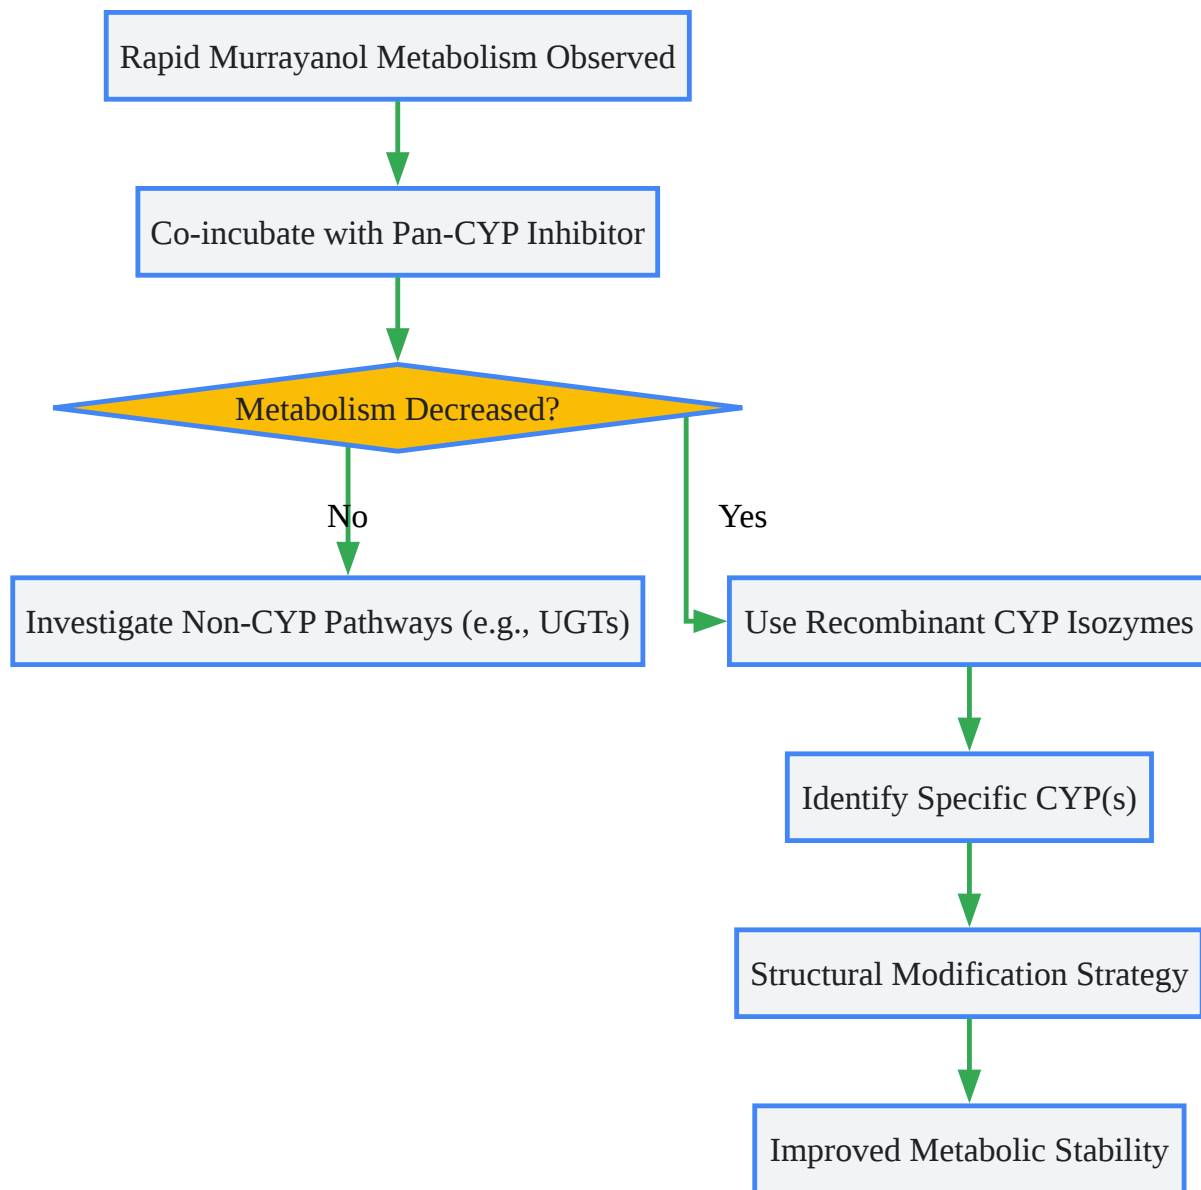 Rapid Murrayanol Metabolism Observed
Co-incubate with Pan-CYP Inhibitor
Metabolism Decreased?
No
Yes
Investigate Non-CYP Pathways (e.g., UGTs)
Use Recombinant CYP Isozymes
Identify Specific CYP(s)
Structural Modification Strategy
Improved Metabolic Stability